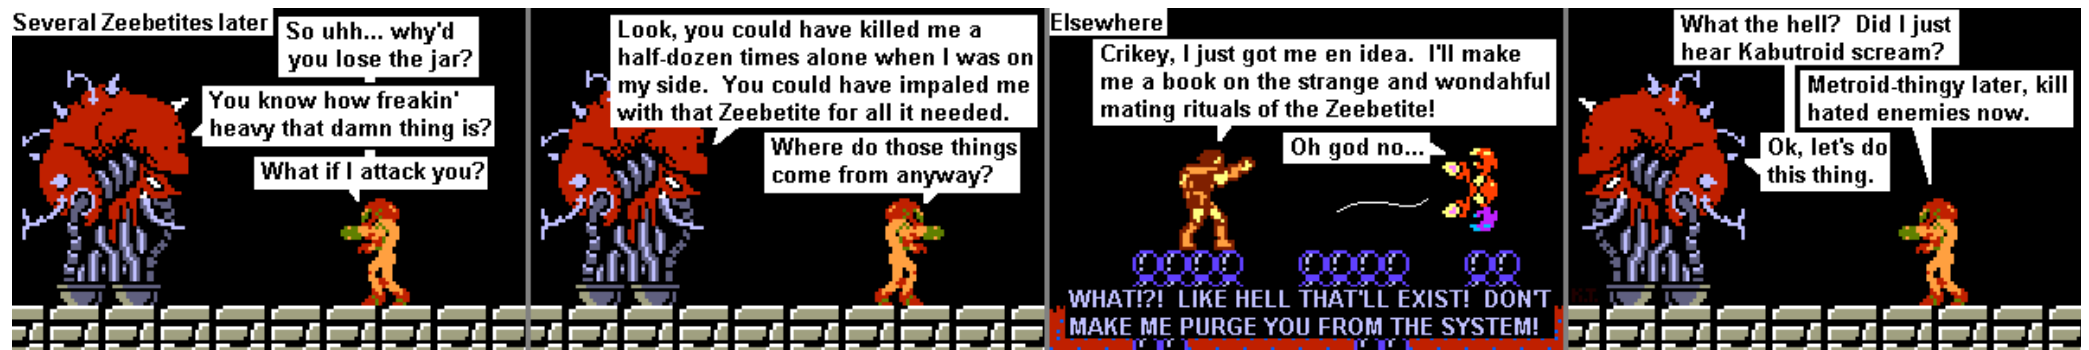 Several Zeebetites later
So uhh... why'd
you lose the jar?
You know how freakin'
heavy that damn thing is?
What if I attack you?
Look, you could have killed me a
half-dozen times alone when I was on
my side.  You could have impaled me
with that Zeebetite for all it needed.
Where do those things
come from anyway?
Elsewhere
Crikey, I just got me en idea.  I'll make
me a book on the strange and wondahful
mating rituals of the Zeebetite!
Oh god no...
WHAT!?!  LIKE HELL THAT'LL EXIST!  DON'T
MAKE ME PURGE YOU FROM THE SYSTEM!
What the hell?  Did I just
hear Kabutroid scream?
Metroid-thingy later, kill
hated enemies now.
Ok, let's do
this thing.